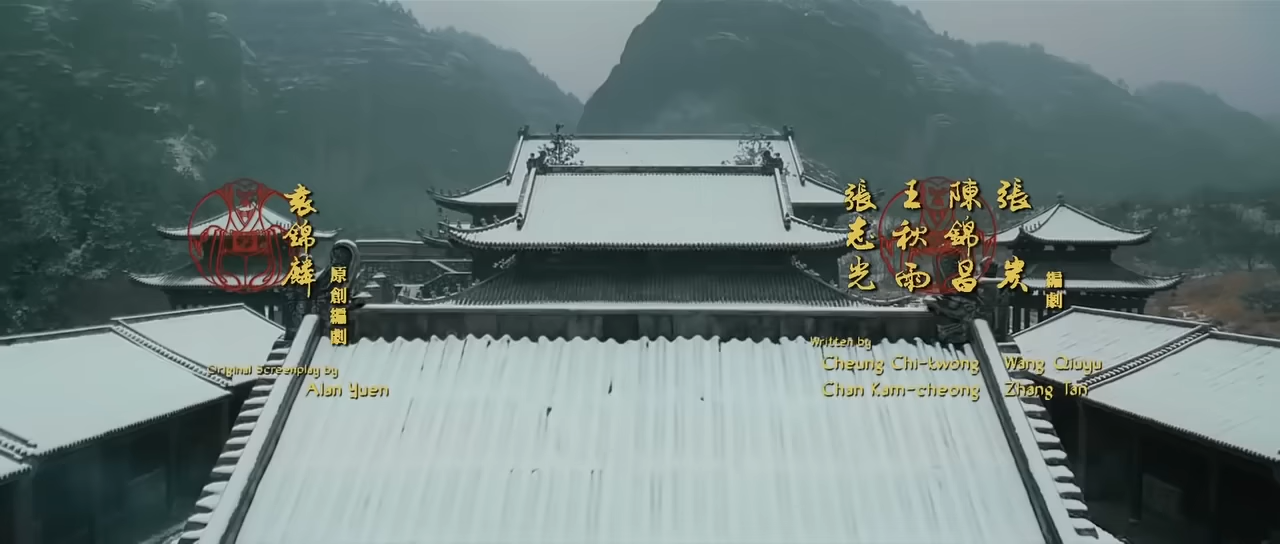 原創編劇
袁錦麟
Original Screenplay by
Alan Yuen
編劇
張炭
陳錦昌
王秋雨
張志光
Written by
Cheung Chi-kwong Wang Qiuyu
Chan Kam-cheong Zhang Tan